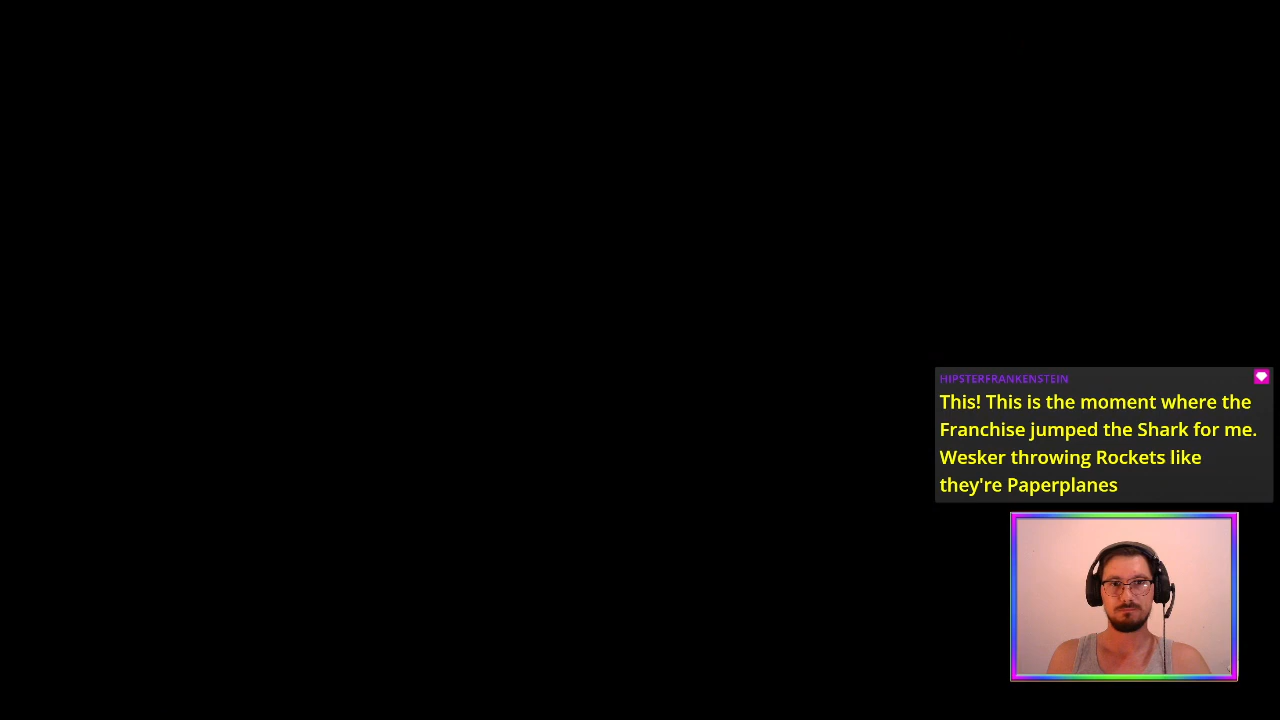 HIPSTERFRANKENSTEIN
This! This is the moment where the
Franchise jumped the Shark for me.
Wesker throwing Rockets like
they're Paperplanes